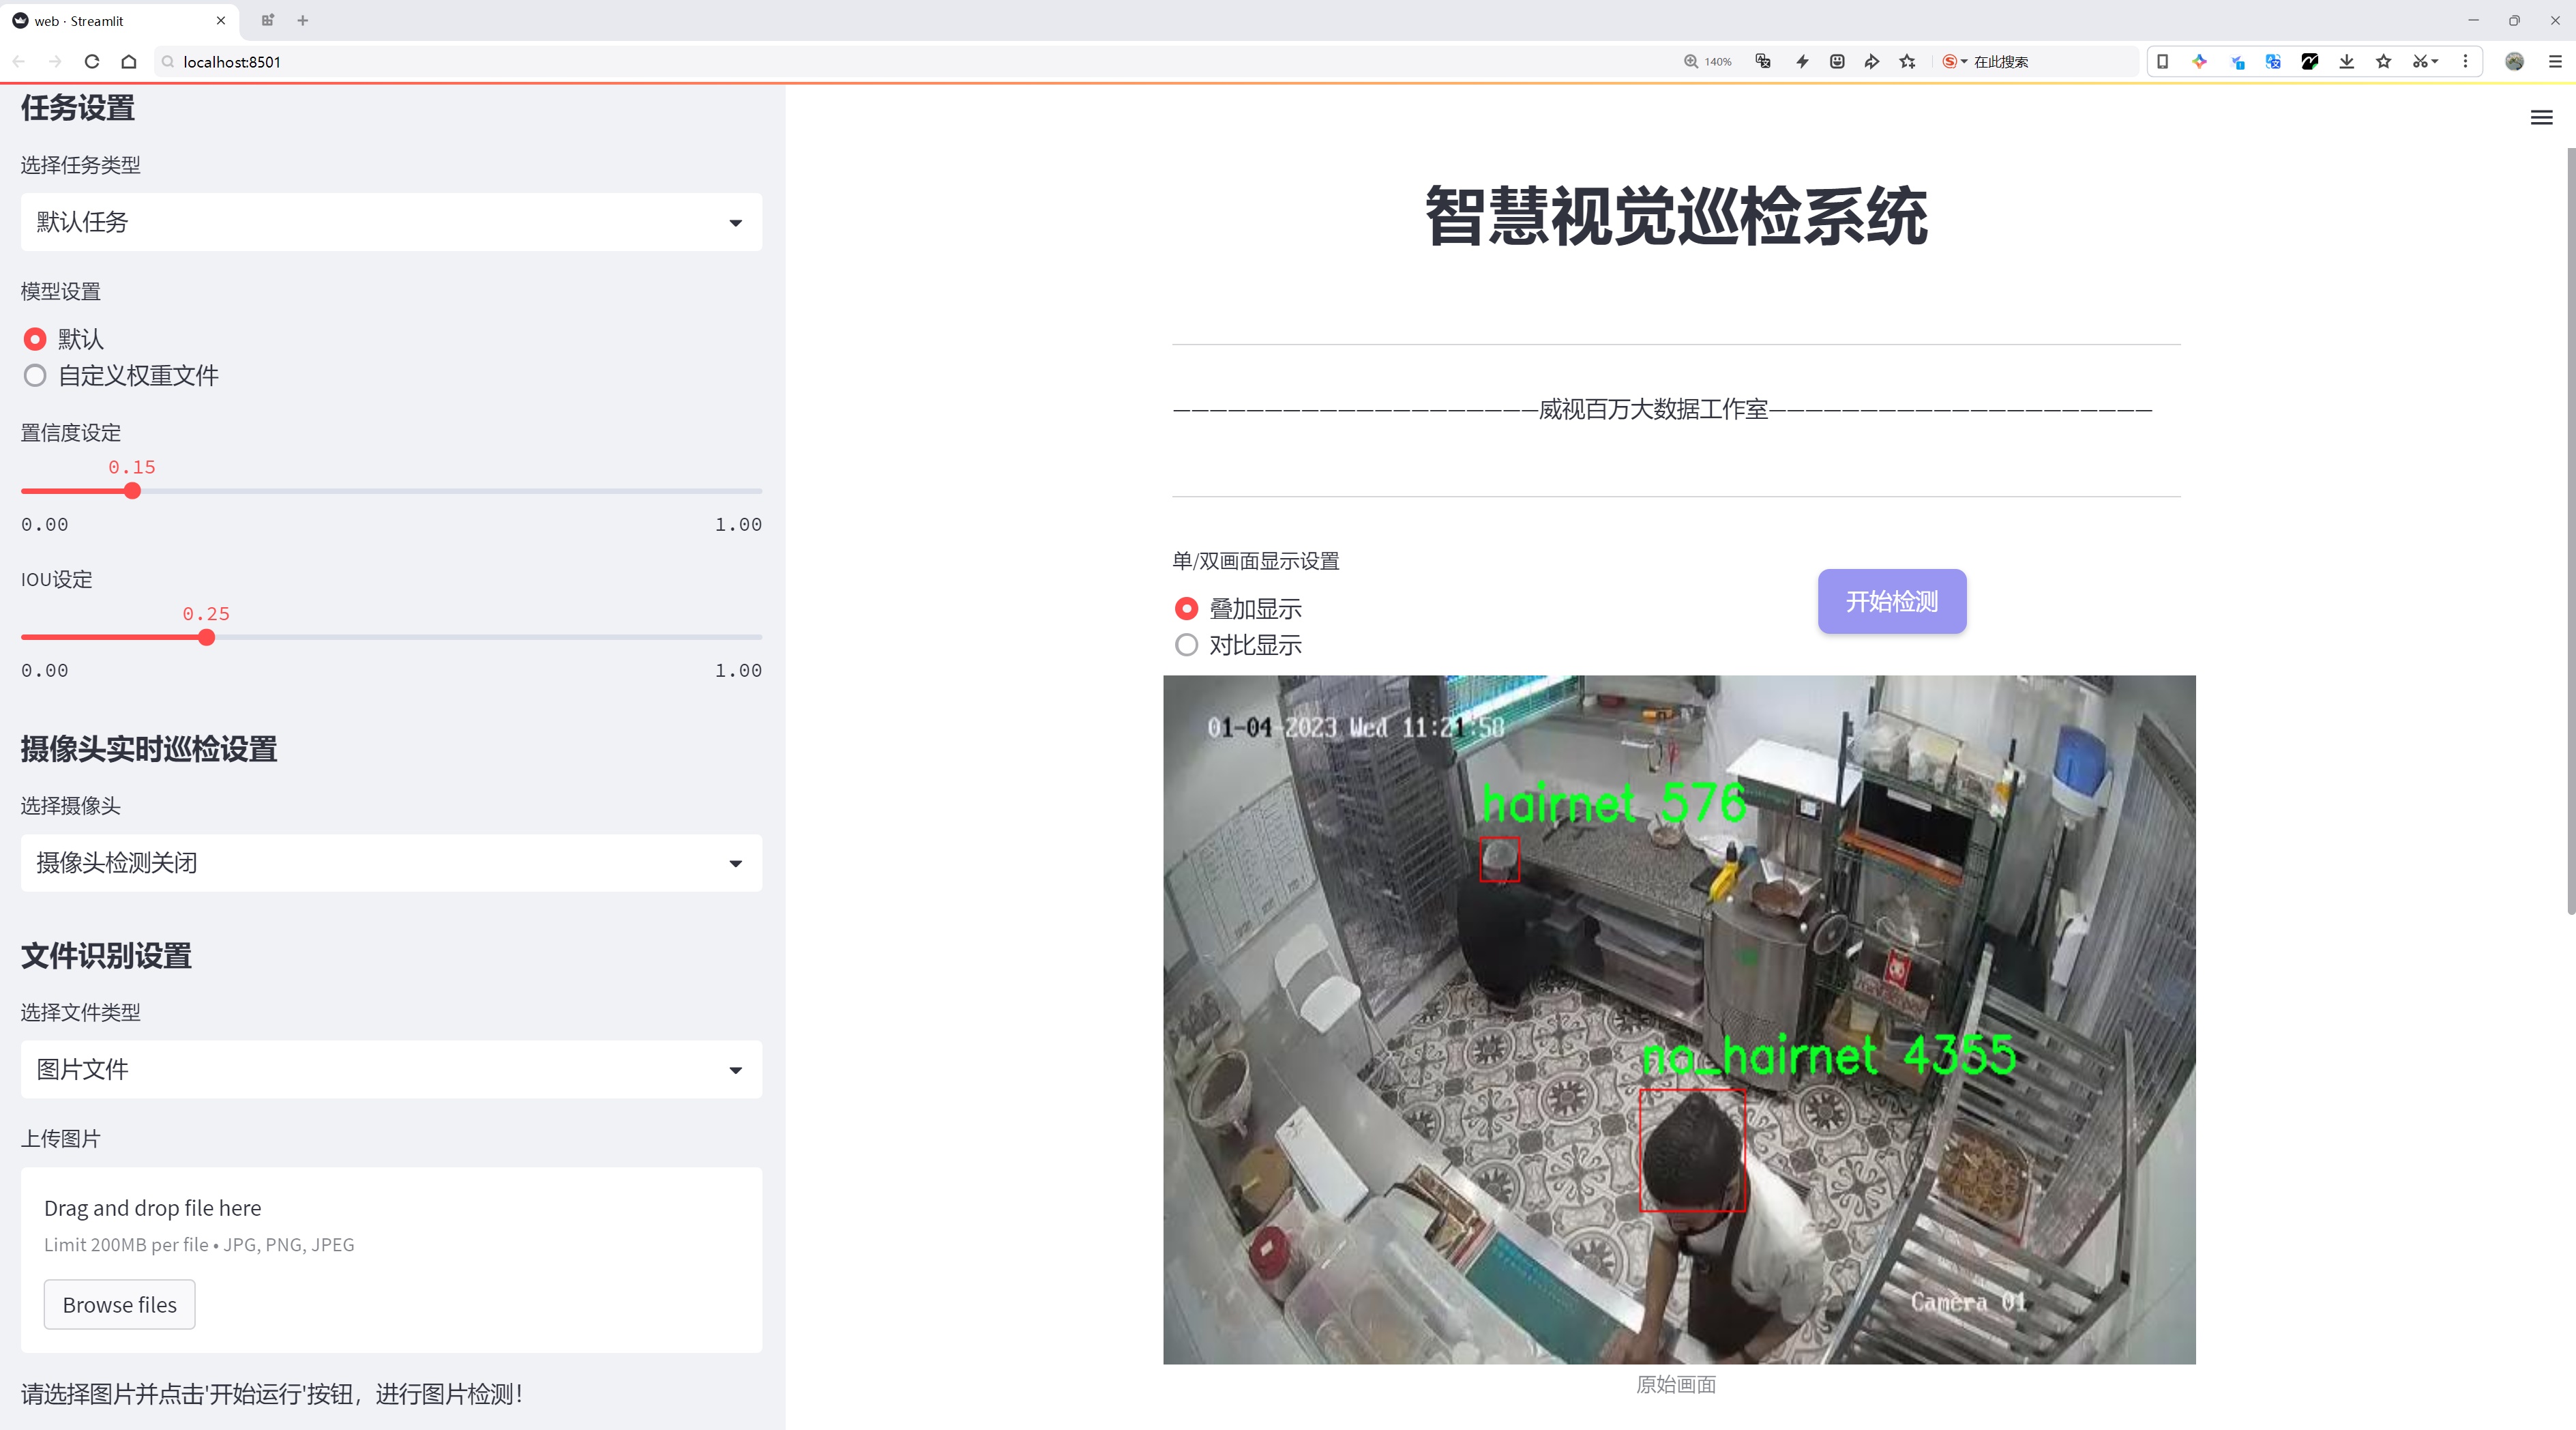 web · Streamlit
localhost:8501
140%
在此搜索
任务设置
选择任务类型
默认任务
模型设置
默认
自定义权重文件
置信度设定
0.15
0.00 1.00
IOU设定
0.25
0.00 1.00
摄像头实时巡检设置
选择摄像头
摄像头检测关闭
文件识别设置
选择文件类型
图片文件
上传图片
Drag and drop file here
Limit 200MB per file • JPG, PNG, JPEG
Browse files
请选择图片并点击'开始运行'按钮，进行图片检测！
智慧视觉巡检系统
————————————————————威视百万大数据工作室—————————————————————
单/双画面显示设置
叠加显示
对比显示
开始检测
01-04-2023 Wed 11:21:58
hairnet 576
no_hairnet 4355
Camera 01
原始画面